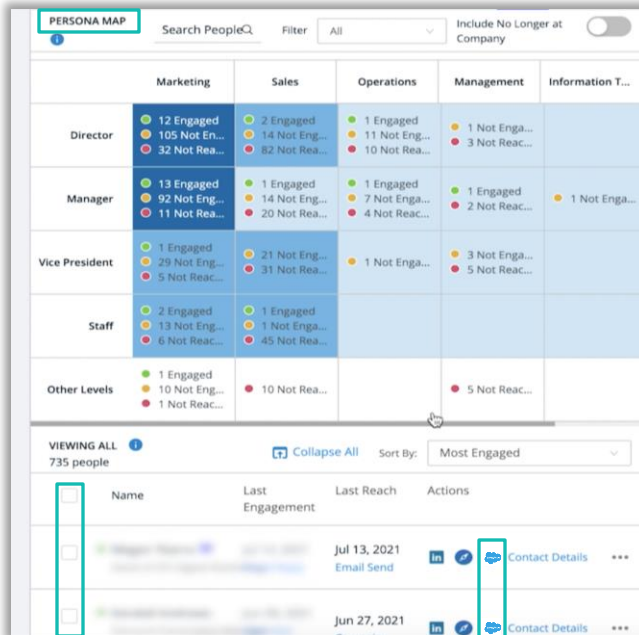 PERSONA MAP
Search People
Filter
All
Include No Longer at
Company
Marketing Sales Operations Management Information T...
Director
12 Engaged
105 Not En...
32 Not Rea...
2 Engaged
14 Not Eng...
82 Not Rea...
1 Engaged
11 Not Eng...
10 Not Rea...
1 Not Enga...
3 Not Reac...
Manager
13 Engaged
92 Not Eng...
11 Not Rea...
1 Engaged
14 Not Eng...
20 Not Rea...
1 Engaged
7 Not Enga...
4 Not Reac...
1 Engaged
2 Not Reac...
1 Not Enga...
Vice President
1 Engaged
29 Not Eng...
5 Not Reac...
21 Not Eng...
31 Not Rea...
1 Not Enga...
3 Not Enga...
5 Not Reac...
Staff
2 Engaged
13 Not Eng...
6 Not Reac...
1 Engaged
1 Not Enga...
45 Not Rea...
Other Levels
1 Engaged
10 Not Eng...
1 Not Reac...
10 Not Rea...
5 Not Reac...
VIEWING ALL
735 people
Collapse All
Sort By:
Most Engaged
Name
Last
Engagement
Last Reach
Actions
Jul 13, 2021
Email Send
in
Contact Details
Jun 27, 2021
in
Contact Details